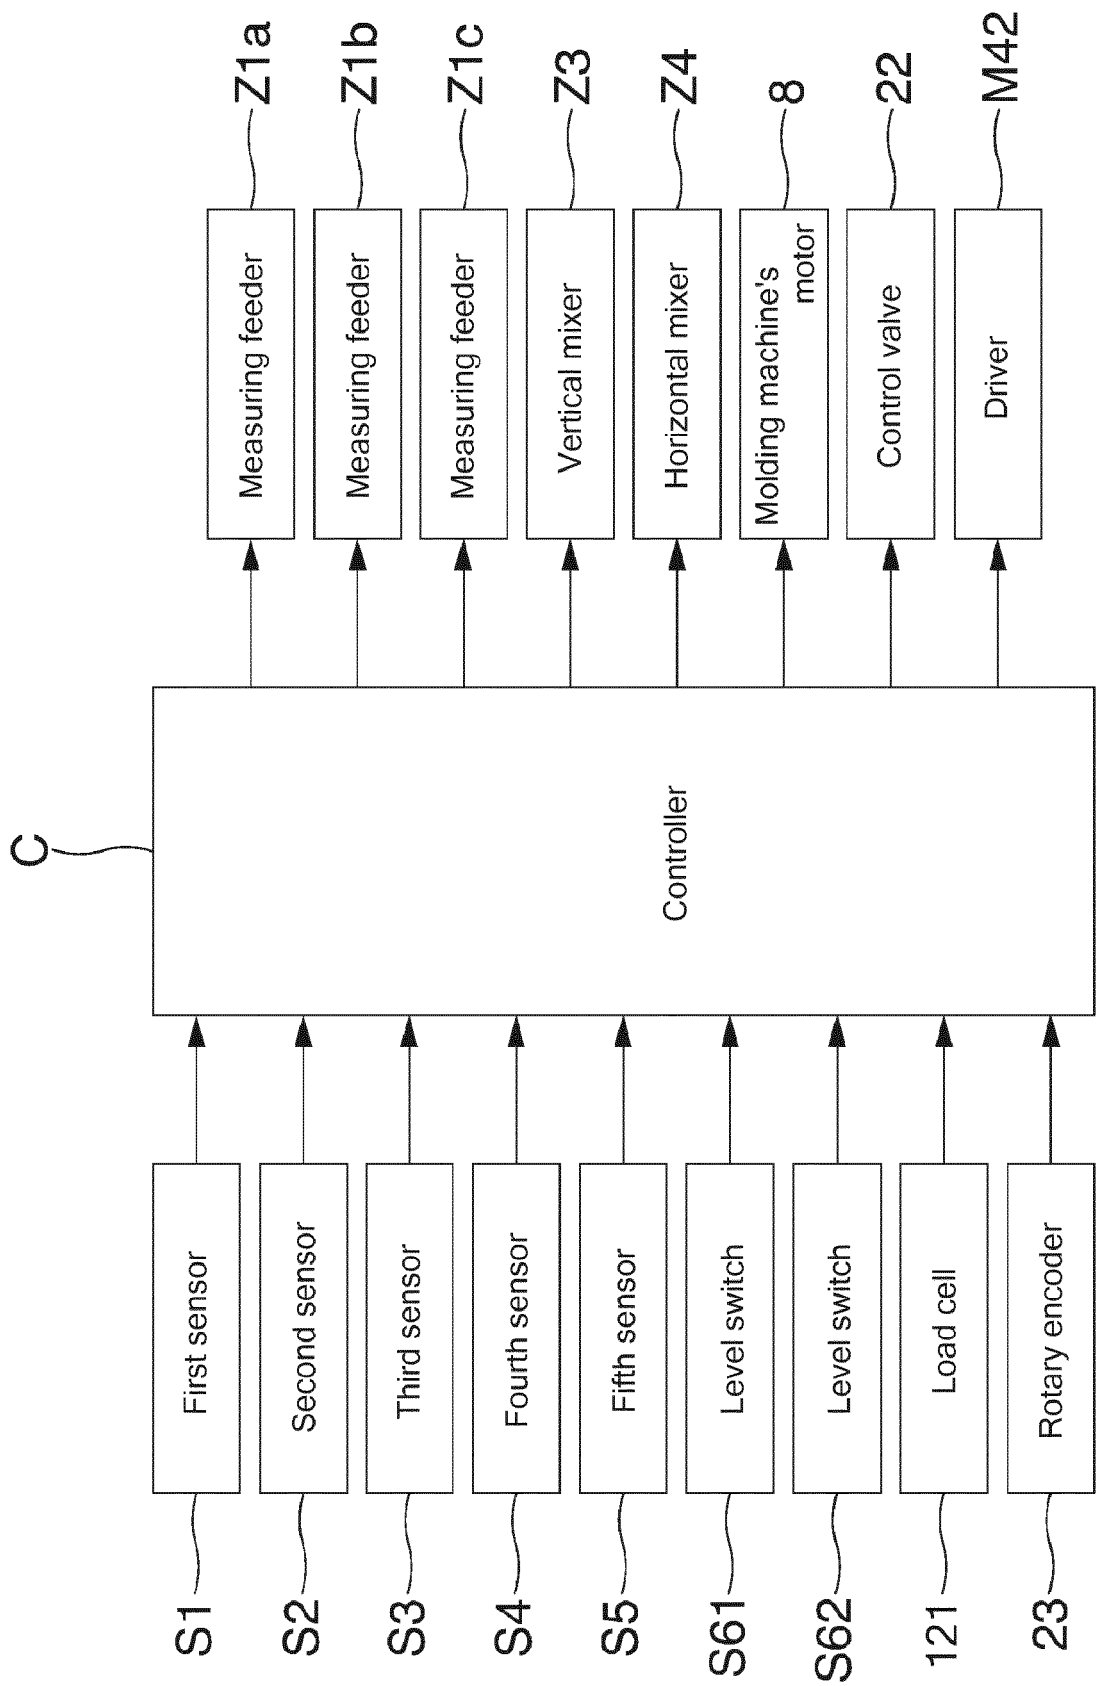 C
S1
First sensor
S2
Second sensor
S3
Third sensor
S4
Fourth sensor
S5
Fifth sensor
S61
Level switch
S62
Level switch
121
Load cell
23
Rotary encoder
Controller
Measuring feeder
Z1a
Measuring feeder
Z1b
Measuring feeder
Z1c
Vertical mixer
Z3
Horizontal mixer
Z4
Molding machine's
motor
8
Control valve
22
Driver
M42